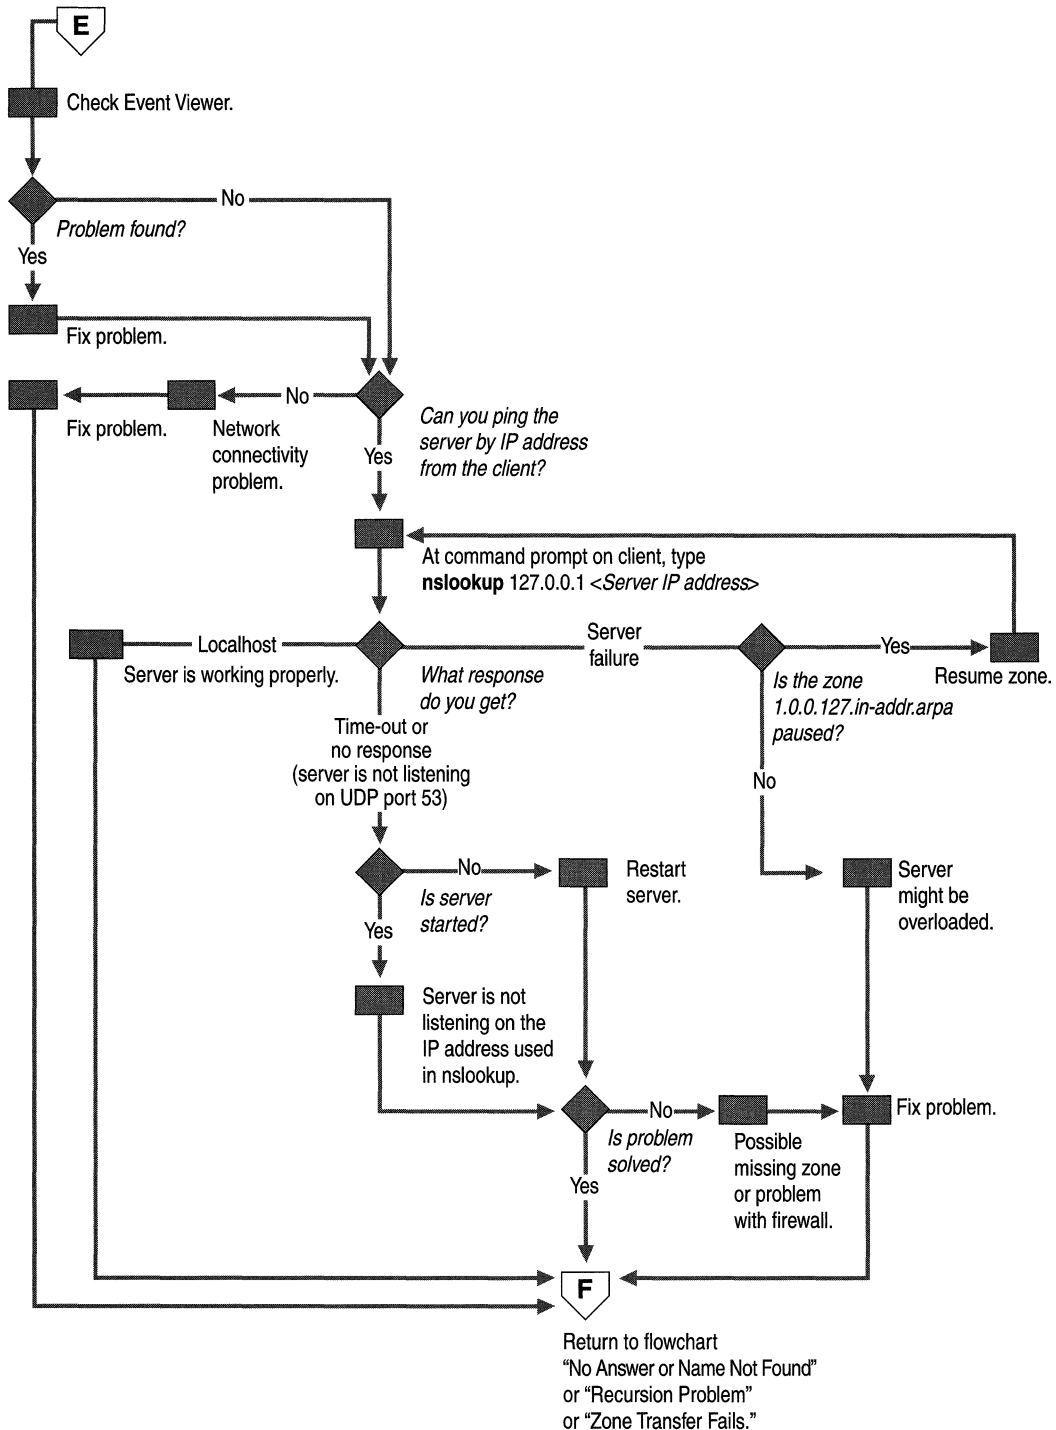 E
Check Event Viewer.
No
Problem found?
Yes
Fix problem.
No
Fix problem.
Network
connectivity
problem.
Can you ping the
server by IP address
from the client?
Yes
At command prompt on client, type
nslookup 127.0.0.1 <Server IP address>
Localhost
Server is working properly.
What response
do you get?
Server
failure
Yes
Resume zone.
Is the zone
1.0.0.127.in-addr.arpa
paused?
Time-out or
no response
(server is not listening
on UDP port 53)
No
No
Is server
started?
Restart
server.
Server
might be
overloaded.
Yes
Server is not
listening on the
IP address used
in nslookup.
No
Is problem
solved?
Possible
missing zone
or problem
with firewall.
Fix problem.
Yes
F
Return to flowchart
“No Answer or Name Not Found”
or “Recursion Problem”
or “Zone Transfer Fails.”